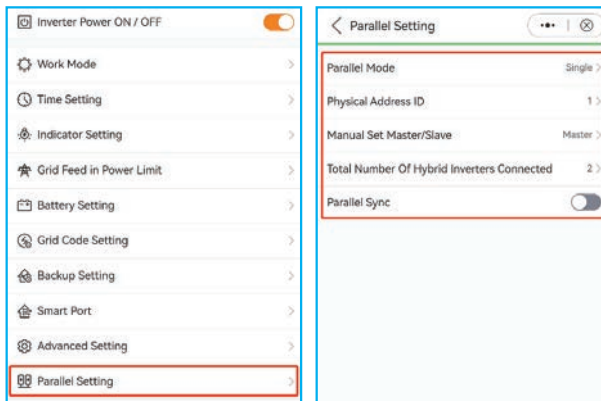 Inverter Power ON / OFF
Work Mode
Time Setting
Indicator Setting
Grid Feed in Power Limit
Battery Setting
Grid Code Setting
Backup Setting
Smart Port
Advanced Setting
Parallel Setting
Parallel Setting
Parallel Mode Single
Physical Address ID 1
Manual Set Master/Slave Master
Total Number Of Hybrid Inverters Connected 2
Parallel Sync